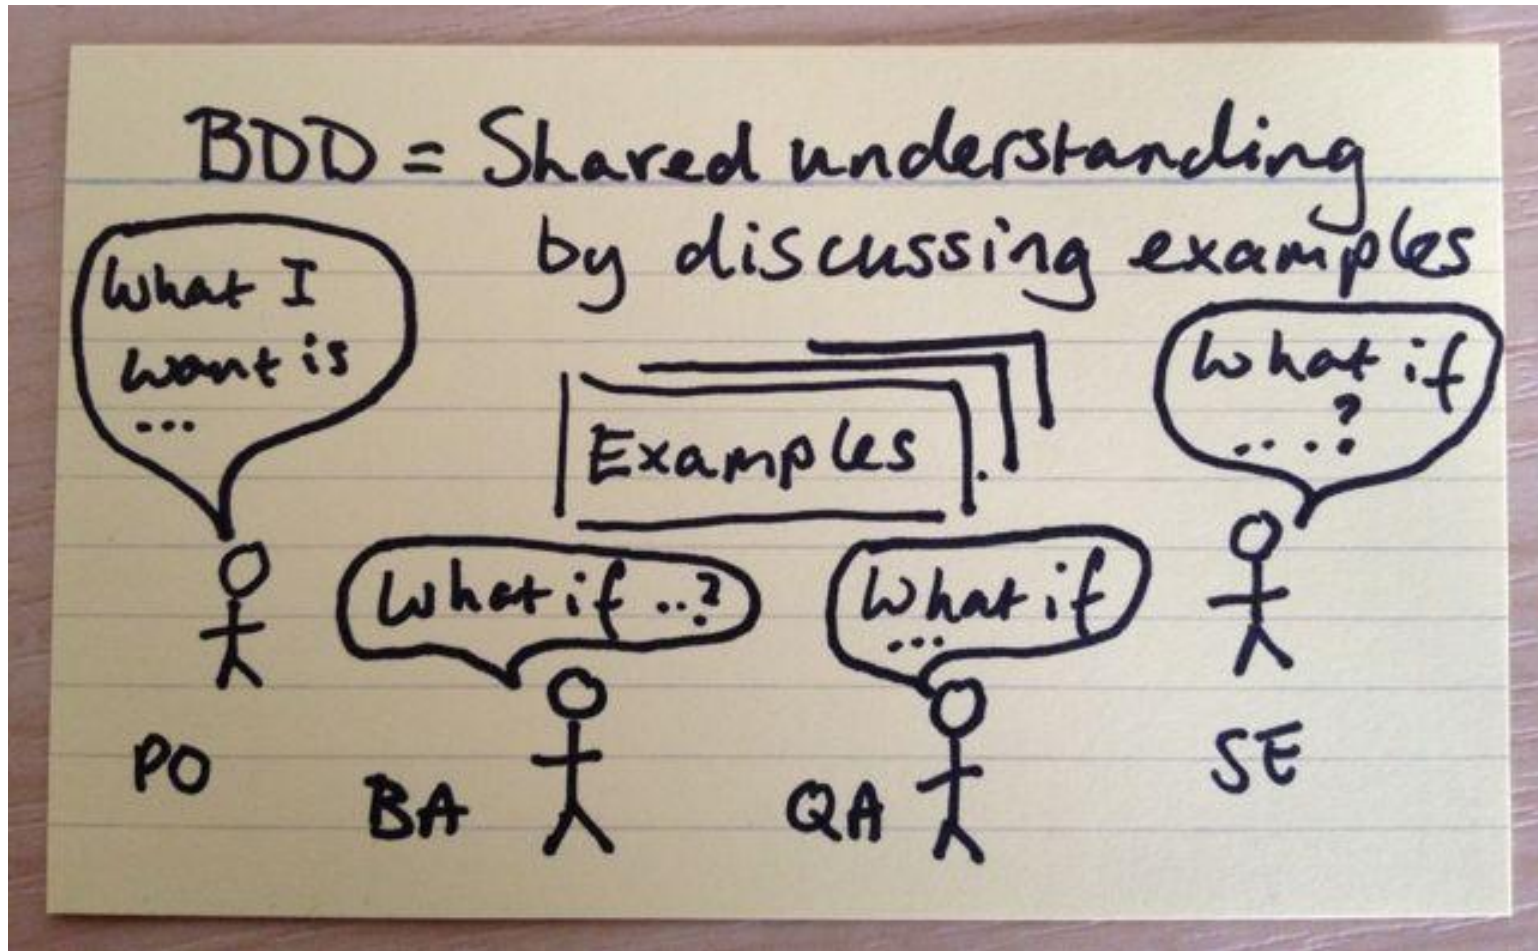 BDD = Shared understanding
by discussing examples
What I
want is
...
What if
....?
Examples
What if ..?
What if
...
PO
BA
QA
SE